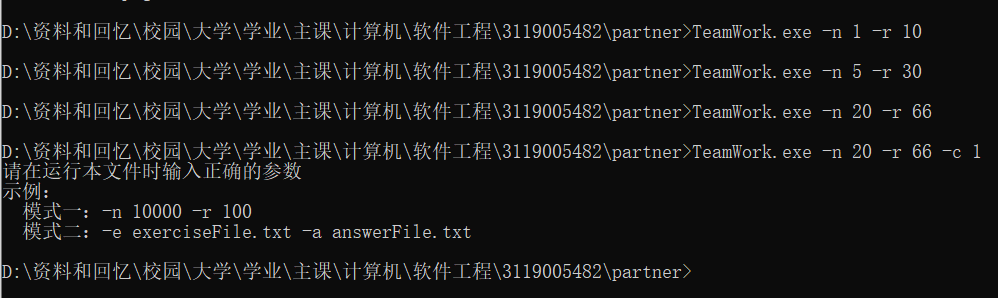 D:\资料和回忆\校园\大学\学业\主课\计算机\软件工程\3119005482\partner>TeamWork.exe -n 1 -r 10
D:\资料和回忆\校园\大学\学业\主课\计算机\软件工程\3119005482\partner>TeamWork.exe -n 5 -r 30
D:\资料和回忆\校园\大学\学业\主课\计算机\软件工程\3119005482\partner>TeamWork.exe -n 20 -r 66
D:\资料和回忆\校园\大学\学业\主课\计算机\软件工程\3119005482\partner>TeamWork.exe -n 20 -r 66 -c 1
请在运行本文件时输入正确的参数
示例:
  模式一: -n 10000 -r 100
  模式二: -e exerciseFile.txt -a answerFile.txt
D:\资料和回忆\校园\大学\学业\主课\计算机\软件工程\3119005482\partner>